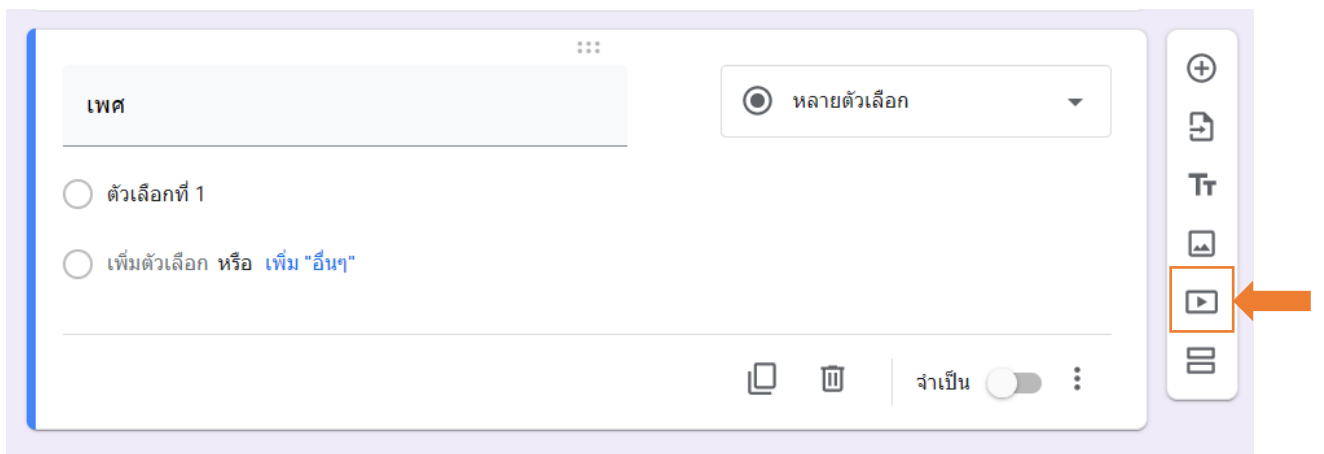 เพศ
หลายตัวเลือก
ตัวเลือกที่ 1
เพิ่มตัวเลือก หรือ เพิ่ม "อื่นๆ"
จำเป็น
Tт